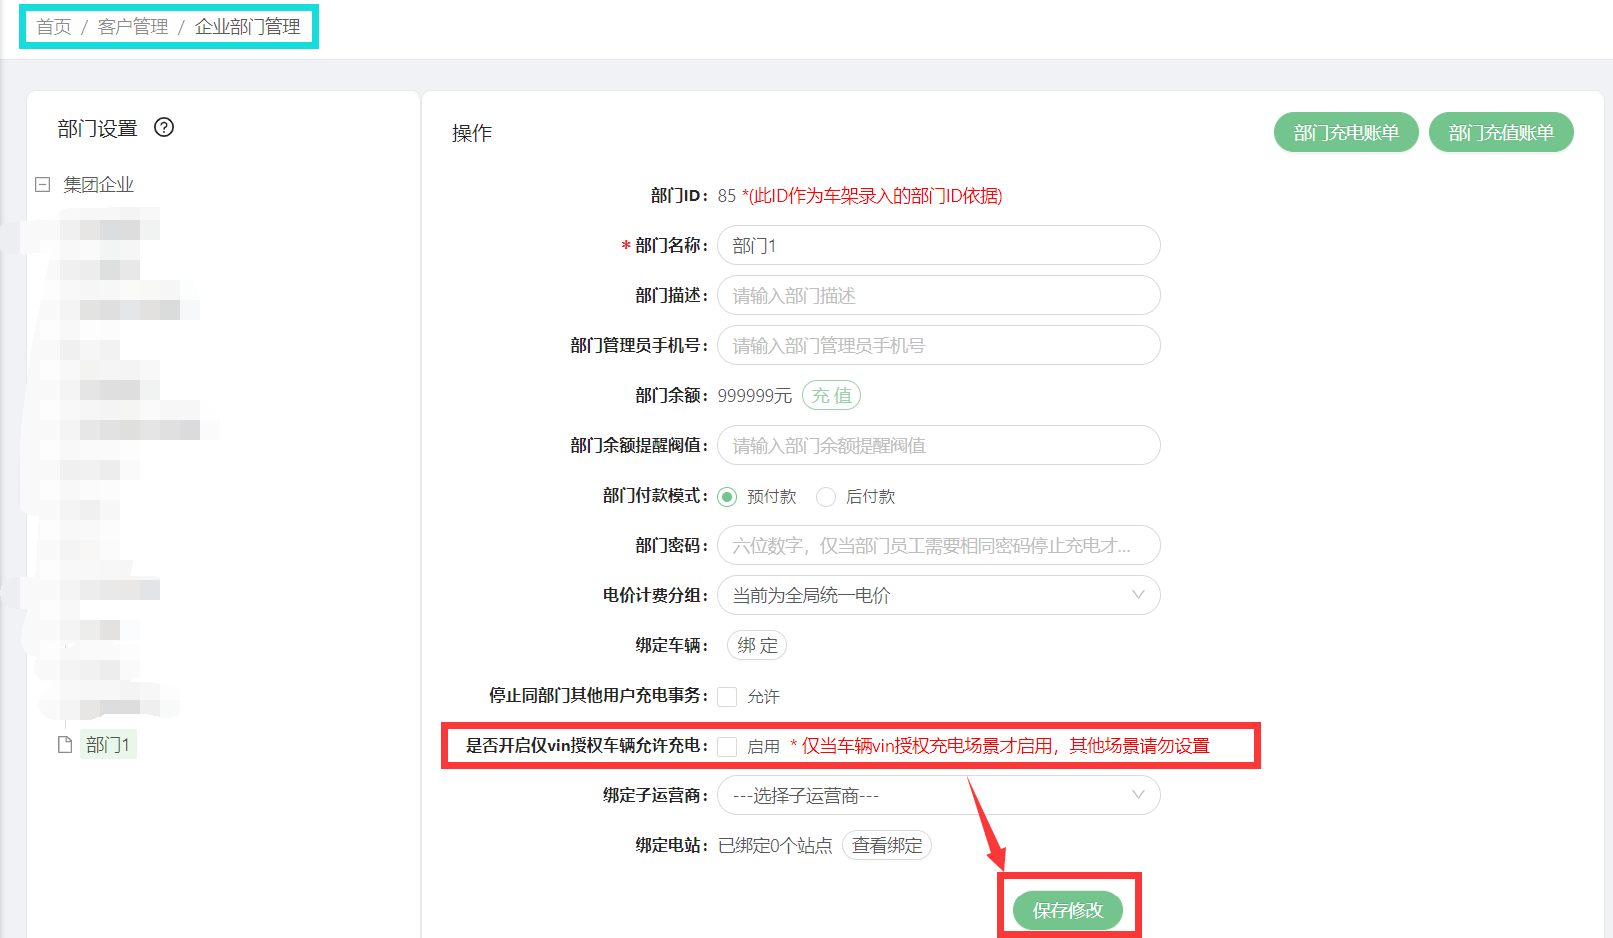 首页 / 客户管理 / 企业部门管理
部门设置
集团企业
部门1
操作
部门充电账单
部门充值账单
部门ID: 85 *(此ID作为车架录入的部门ID依据)
* 部门名称: 部门1
部门描述: 请输入部门描述
部门管理员手机号: 请输入部门管理员手机号
部门余额: 999999元 充 值
部门余额提醒阀值: 请输入部门余额提醒阀值
部门付款模式: 预付款 后付款
部门密码: 六位数字，仅当部门员工需要相同密码停止充电才...
电价计费分组: 当前为全局统一电价
绑定车辆: 绑 定
停止同部门其他用户充电事务: 允许
是否开启仅vin授权车辆允许充电: 启用 * 仅当车辆vin授权充电场景才启用，其他场景请勿设置
绑定子运营商: ---选择子运营商---
绑定电站: 已绑定0个站点 查看绑定
保存修改